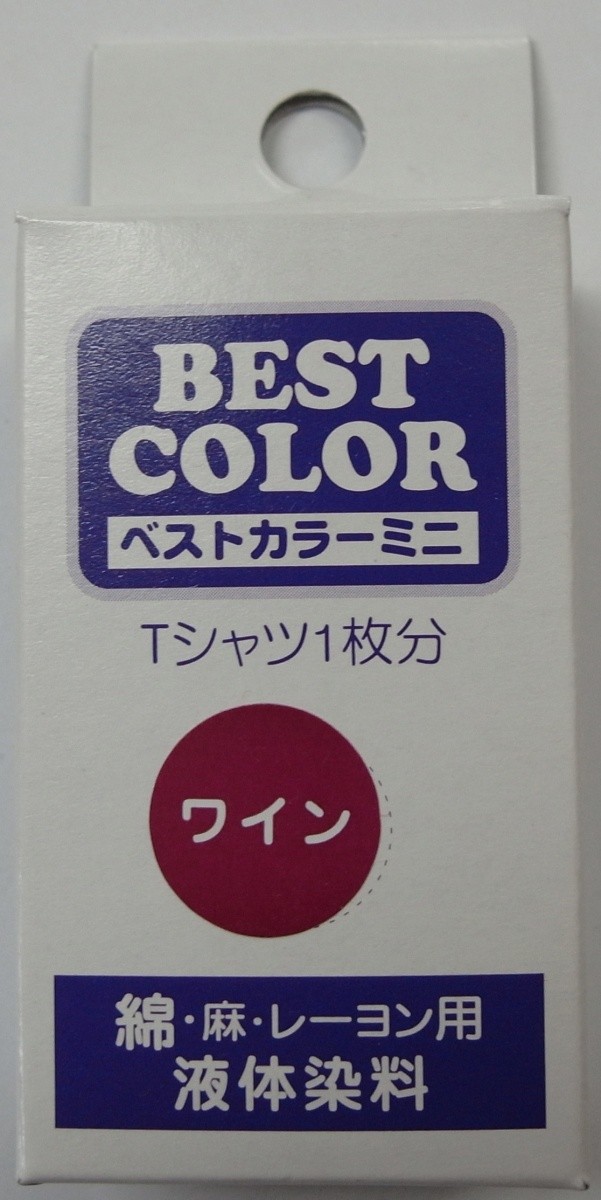 BEST
COLOR
ベストカラーミニ
Tシャツ1枚分
ワイン
綿・麻・レーヨン用
液体染料